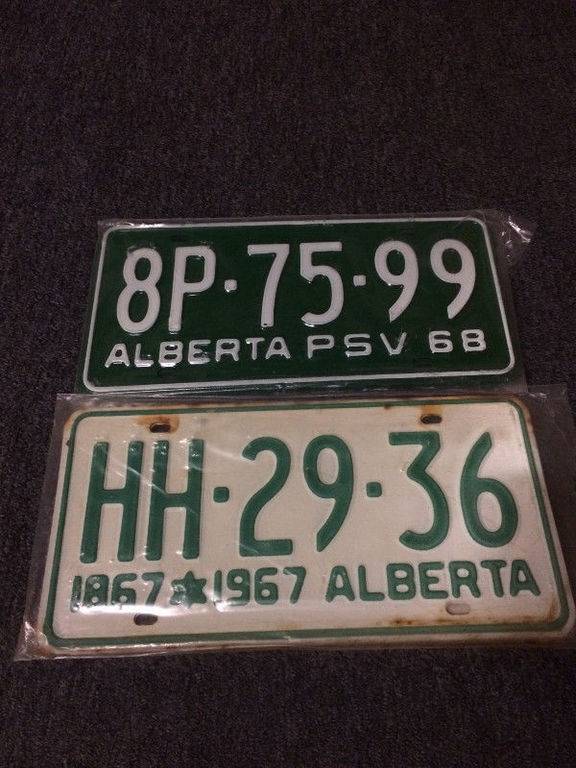 8P·75·99
ALBERTA PSV 68
HH·29·36
1867★1967 ALBERTA